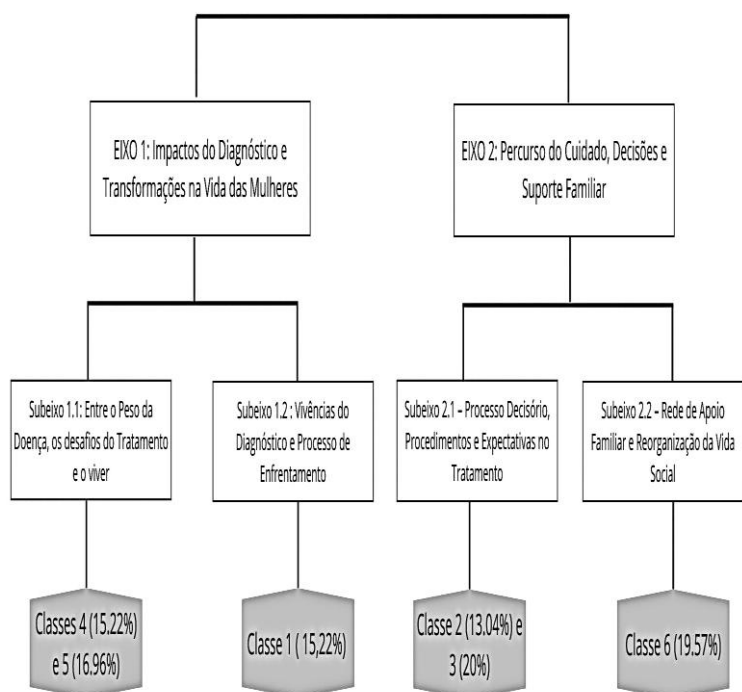 EIXO 1: Impactos do Diagnóstico e
Transformações na Vida das Mulheres
EIXO 2: Percurso do Cuidado, Decisões e
Suporte Familiar
Subeixo 1.1: Entre o Peso da
Doença, os desafios do Tratamento
e o viver
Subeixo 1.2 : Vivências do
Diagnóstico e Processo de
Enfrentamento
Subeixo 2.1 – Processo Decisório,
Procedimentos e Expectativas no
Tratamento
Subeixo 2.2 – Rede de Apoio
Familiar e Reorganização da Vida
Social
Classes 4 (15.22%)
e 5 (16.96%)
Classe 1 ( 15,22%)
Classe 2 (13.04%) e
3 (20%)
Classe 6 (19.57%)